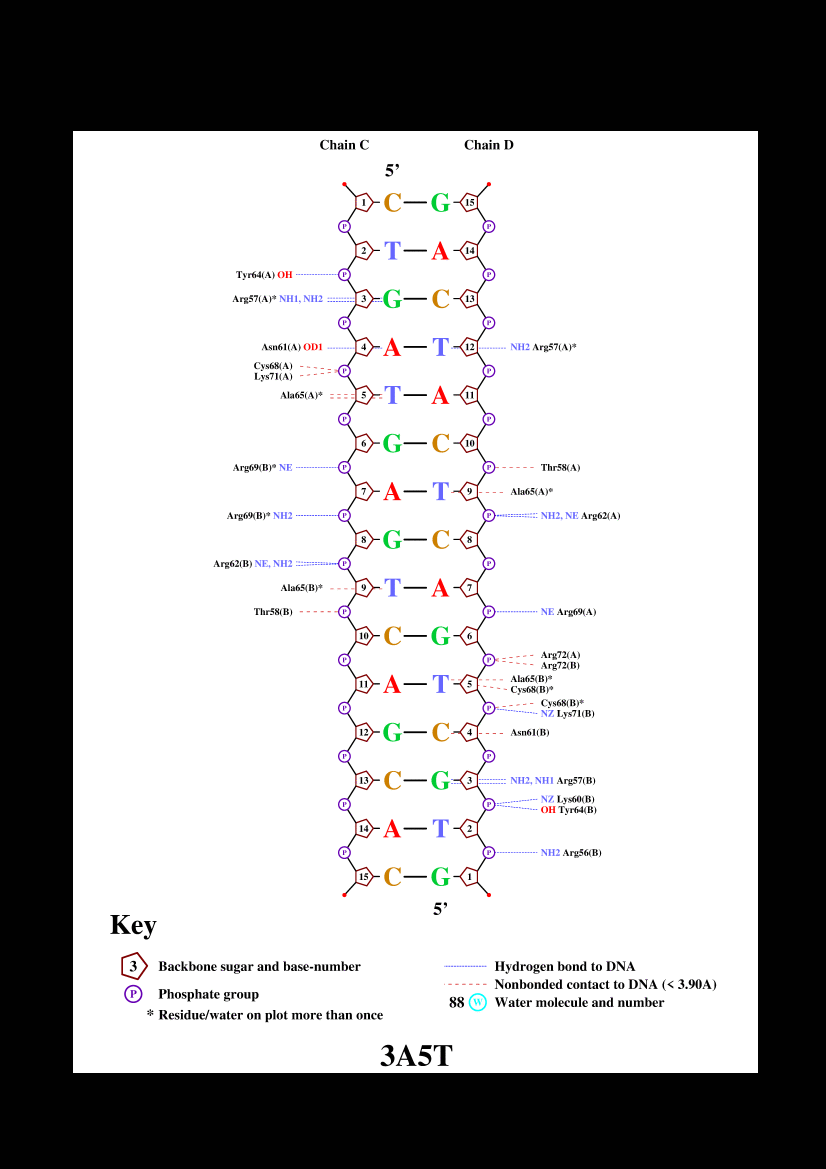 Chain C Chain D
5’
1 C G 15
P P
2 T A 14
Tyr64(A) OH P P
Arg57(A)* NH1, NH2 3 G C 13
P P
Asn61(A) OD1 4 A T 12 NH2 Arg57(A)*
Cys68(A) P P
Lys71(A)
Ala65(A)* 5 T A 11
P P
6 G C 10
Arg69(B)* NE P P Thr58(A)
7 A T 9 Ala65(A)*
Arg69(B)* NH2 P P NH2, NE Arg62(A)
8 G C 8
Arg62(B) NE, NH2 P P
Ala65(B)* 9 T A 7
Thr58(B) P P NE Arg69(A)
10 C G 6
P P Arg72(A)
Arg72(B)
Ala65(B)*
11 A T 5
Cys68(B)*
P P Cys68(B)*
NZ Lys71(B)
12 G C 4 Asn61(B)
P P
13 C G 3 NH2, NH1 Arg57(B)
P P NZ Lys60(B)
OH Tyr64(B)
14 A T 2
P P NH2 Arg56(B)
15 C G 1
5’
Key
3 Backbone sugar and base-number
P Phosphate group
* Residue/water on plot more than once
Hydrogen bond to DNA
Nonbonded contact to DNA (< 3.90A)
88 W Water molecule and number
3A5T